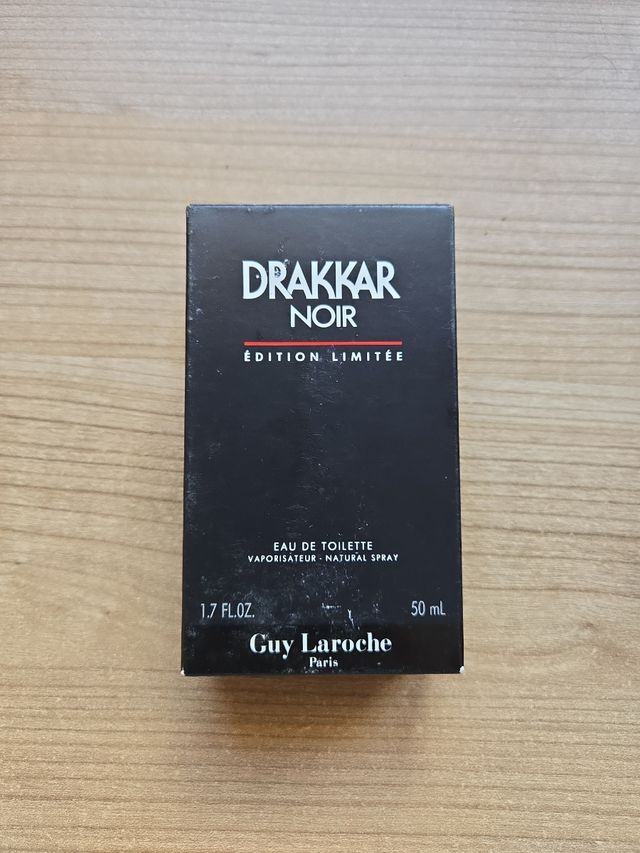 DRAKKAR
NOIR
ÉDITION LIMITÉE
EAU DE TOILETTE
VAPORISATEUR · NATURAL SPRAY
1.7 FL.OZ. 50 mL
Guy Laroche
Paris